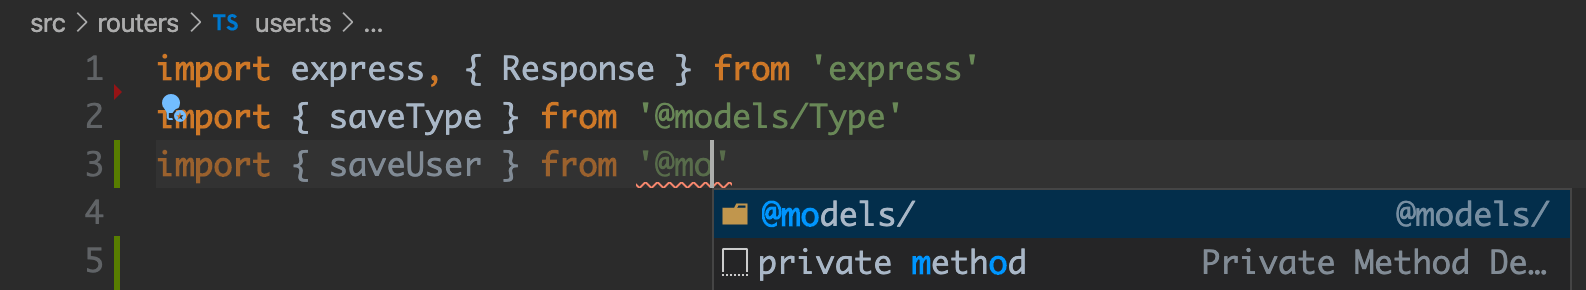 src > routers > TS user.ts > ...
1 import express, { Response } from 'express'
2 import { saveType } from '@models/Type'
3 import { saveUser } from '@mo'
4 @models/ @models/
5 private method Private Method De...